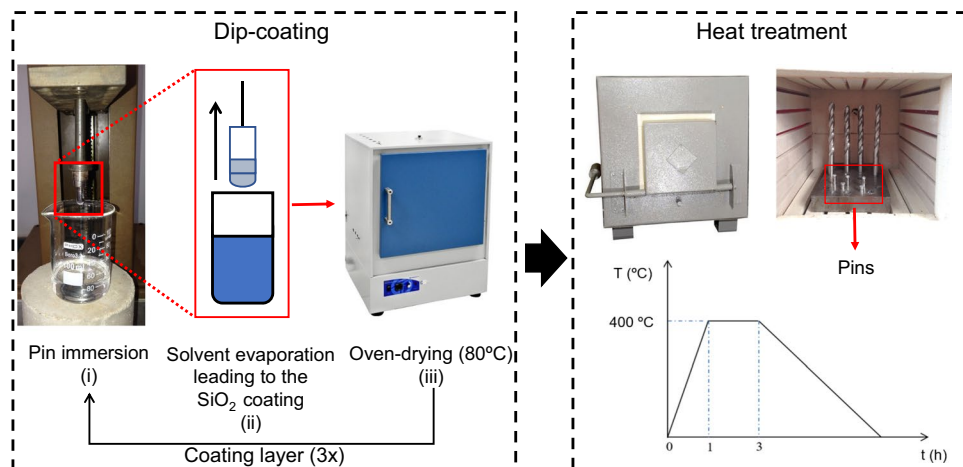 Dip-coating
Pin immersion
(i)
Solvent evaporation
leading to the
SiO2 coating
(ii)
Oven-drying (80ºC)
(iii)
Coating layer (3x)
Heat treatment
Pins
T (ºC)
400 ºC
0
1
3
t (h)